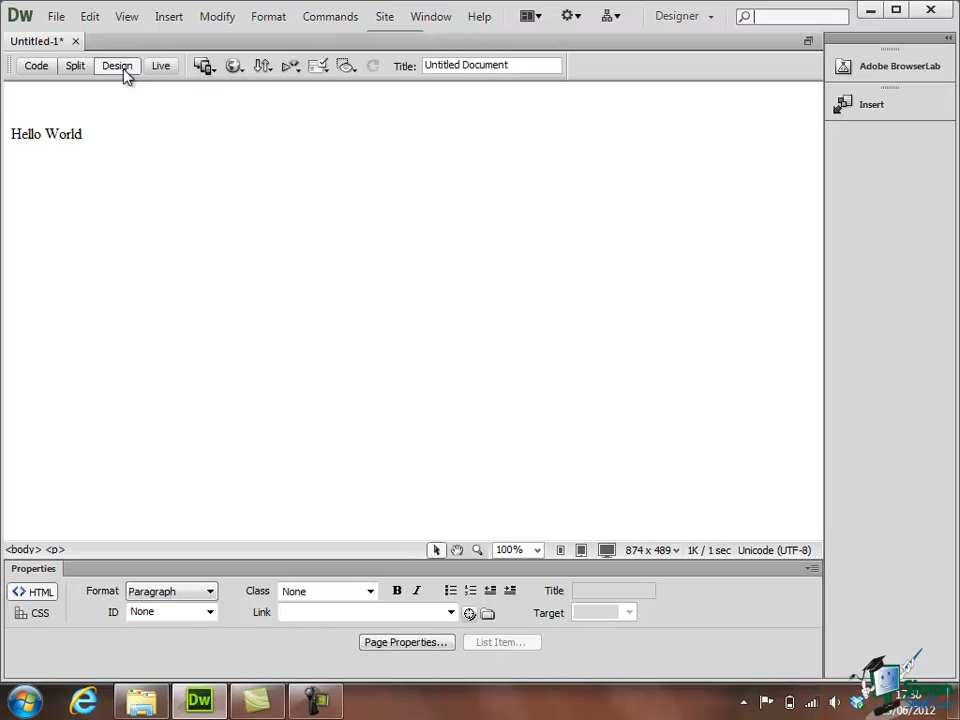 Dw File Edit View Insert Modify Format Commands Site Window Help Designer
Untitled-1*
Code Split Design Live Title: Untitled Document
Adobe BrowserLab
Insert
Hello World
<body> <p> 100% 874 x 489 1K / 1 sec Unicode (UTF-8)
Properties
<> HTML Format Paragraph Class None B I Title
CSS ID None Link Target
Page Properties... List Item...
Dw
17:30
/06/2012